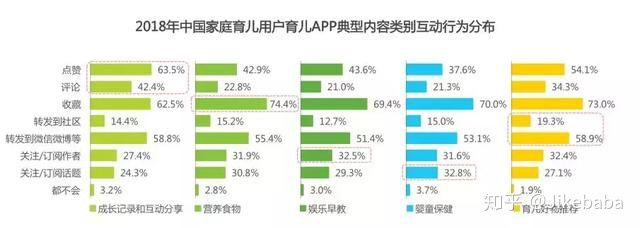 2018年中国家庭育儿用户育儿APP典型内容类别互动行为分布
点赞 63.5% 42.9% 43.6% 37.6% 54.1%
评论 42.4% 22.8% 21.0% 21.3% 34.3%
收藏 62.5% 74.4% 69.4% 70.0% 73.0%
转发到社区 14.4% 15.2% 12.7% 15.0% 19.3%
转发到微信微博等 58.8% 55.4% 51.4% 53.1% 58.9%
关注/订阅作者 27.4% 31.9% 32.5% 31.6% 32.4%
关注/订阅话题 24.3% 30.8% 29.3% 32.8% 27.1%
都不会 3.2% 2.8% 3.0% 3.7% 1.9%
成长记录和互动分享 营养食物 娱乐早教 婴童保健 育儿好物推荐
知乎 @Jikebaba